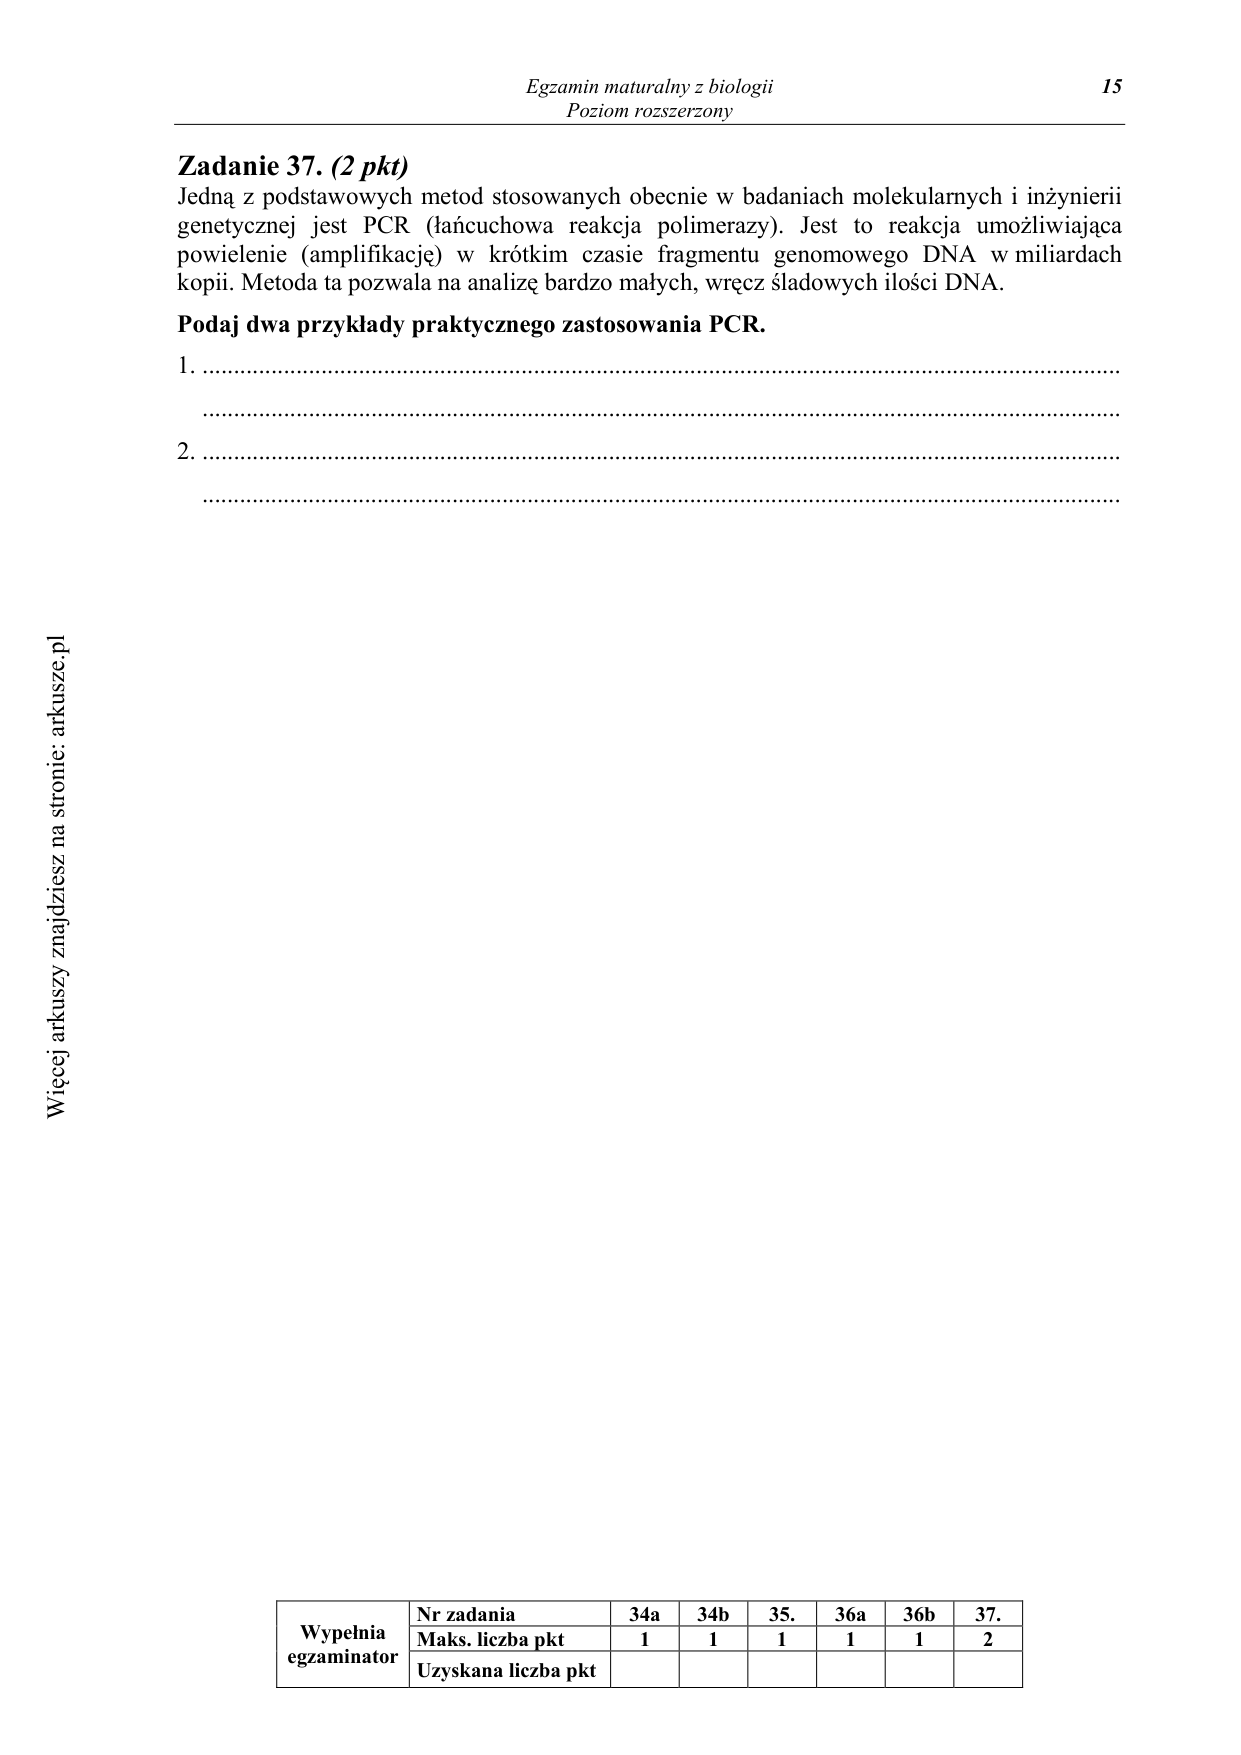 Egzamin maturalny z biologii
Poziom rozszerzony
15
Zadanie 37. (2 pkt)
Jedną z podstawowych metod stosowanych obecnie w badaniach molekularnych i inżynierii
genetycznej jest PCR (łańcuchowa reakcja polimerazy). Jest to reakcja umożliwiająca
powielenie (amplifikację) w krótkim czasie fragmentu genomowego DNA w miliardach
kopii. Metoda ta pozwala na analizę bardzo małych, wręcz śladowych ilości DNA.
Podaj dwa przykłady praktycznego zastosowania PCR.
1. ....................................................................................................................................................
....................................................................................................................................................
2. ....................................................................................................................................................
....................................................................................................................................................
Więcej arkuszy znajdziesz na stronie: arkusze.pl
Wypełnia
egzaminator
Nr zadania 34a 34b 35. 36a 36b 37.
Maks. liczba pkt 1 1 1 1 1 2
Uzyskana liczba pkt